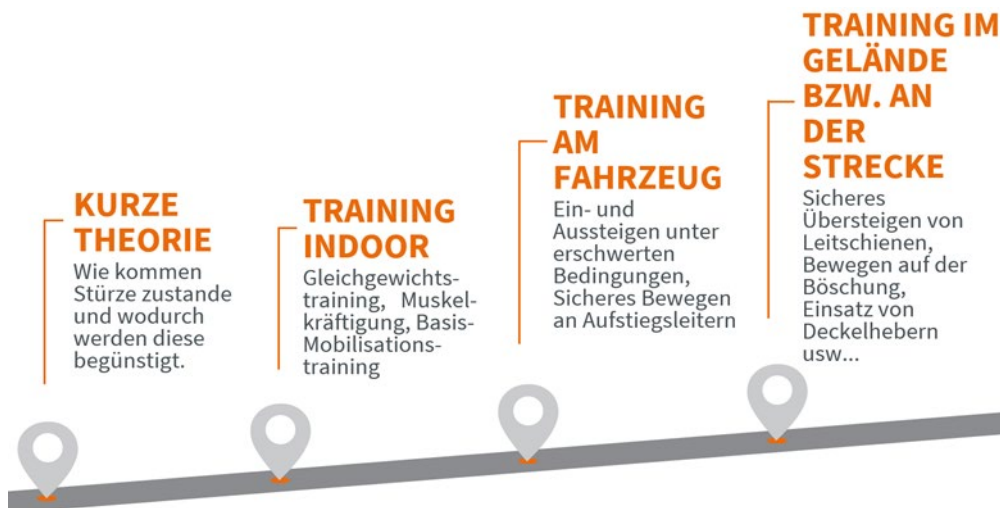 KURZE
THEORIE
Wie kommen
Stürze zustande
und wodurch
werden diese
begünstigt.
TRAINING
INDOOR
Gleichgewichts-
training, Muskel-
kräftigung, Basis-
Mobilisations-
training
TRAINING
AM
FAHRZEUG
Ein- und
Aussteigen unter
erschwerten
Bedingungen,
Sicheres Bewegen
an Aufstiegsleitern
TRAINING IM
GELÄNDE
BZW. AN
DER
STRECKE
Sicheres
Übersteigen von
Leitschienen,
Bewegen auf der
Böschung,
Einsatz von
Deckelhebern
usw...